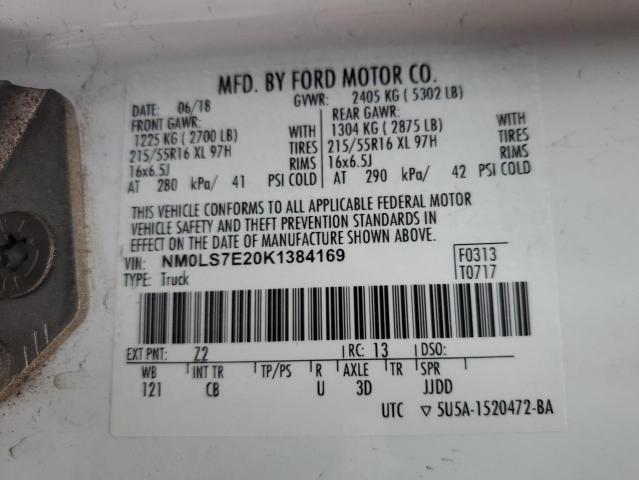 MFD. BY FORD MOTOR CO.
DATE: 06/18 GVWR: 2405 KG ( 5302 LB)
FRONT GAWR: REAR GAWR:
1225 KG ( 2700 LB) WITH 1304 KG ( 2875 LB) WITH
215/55R16 XL 97H TIRES 215/55R16 XL 97H TIRES
16x6.5J RIMS 16x6.5J RIMS
AT 280 kPa/ 41 PSI COLD AT 290 kPa/ 42 PSI COLD
THIS VEHICLE CONFORMS TO ALL APPLICABLE FEDERAL MOTOR
VEHICLE SAFETY AND THEFT PREVENTION STANDARDS IN
EFFECT ON THE DATE OF MANUFACTURE SHOWN ABOVE.
VIN: NM0LS7E20K1384169 F0313
TYPE: Truck T0717
EXT PNT: Z2 RC: 13 DSO:
WB INT TR TP/PS R AXLE TR SPR
121 CB U 3D JJDD
UTC ▽ 5U5A-1520472-BA